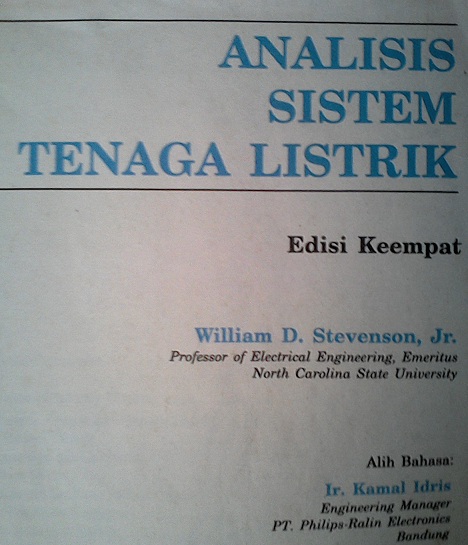 ANALISIS
SISTEM
TENAGA LISTRIK
Edisi Keempat
William D. Stevenson, Jr.
Professor of Electrical Engineering, Emeritus
North Carolina State University
Alih Bahasa:
Ir. Kamal Idris
Engineering Manager
PT. Philips-Ralin Electronics
Bandung